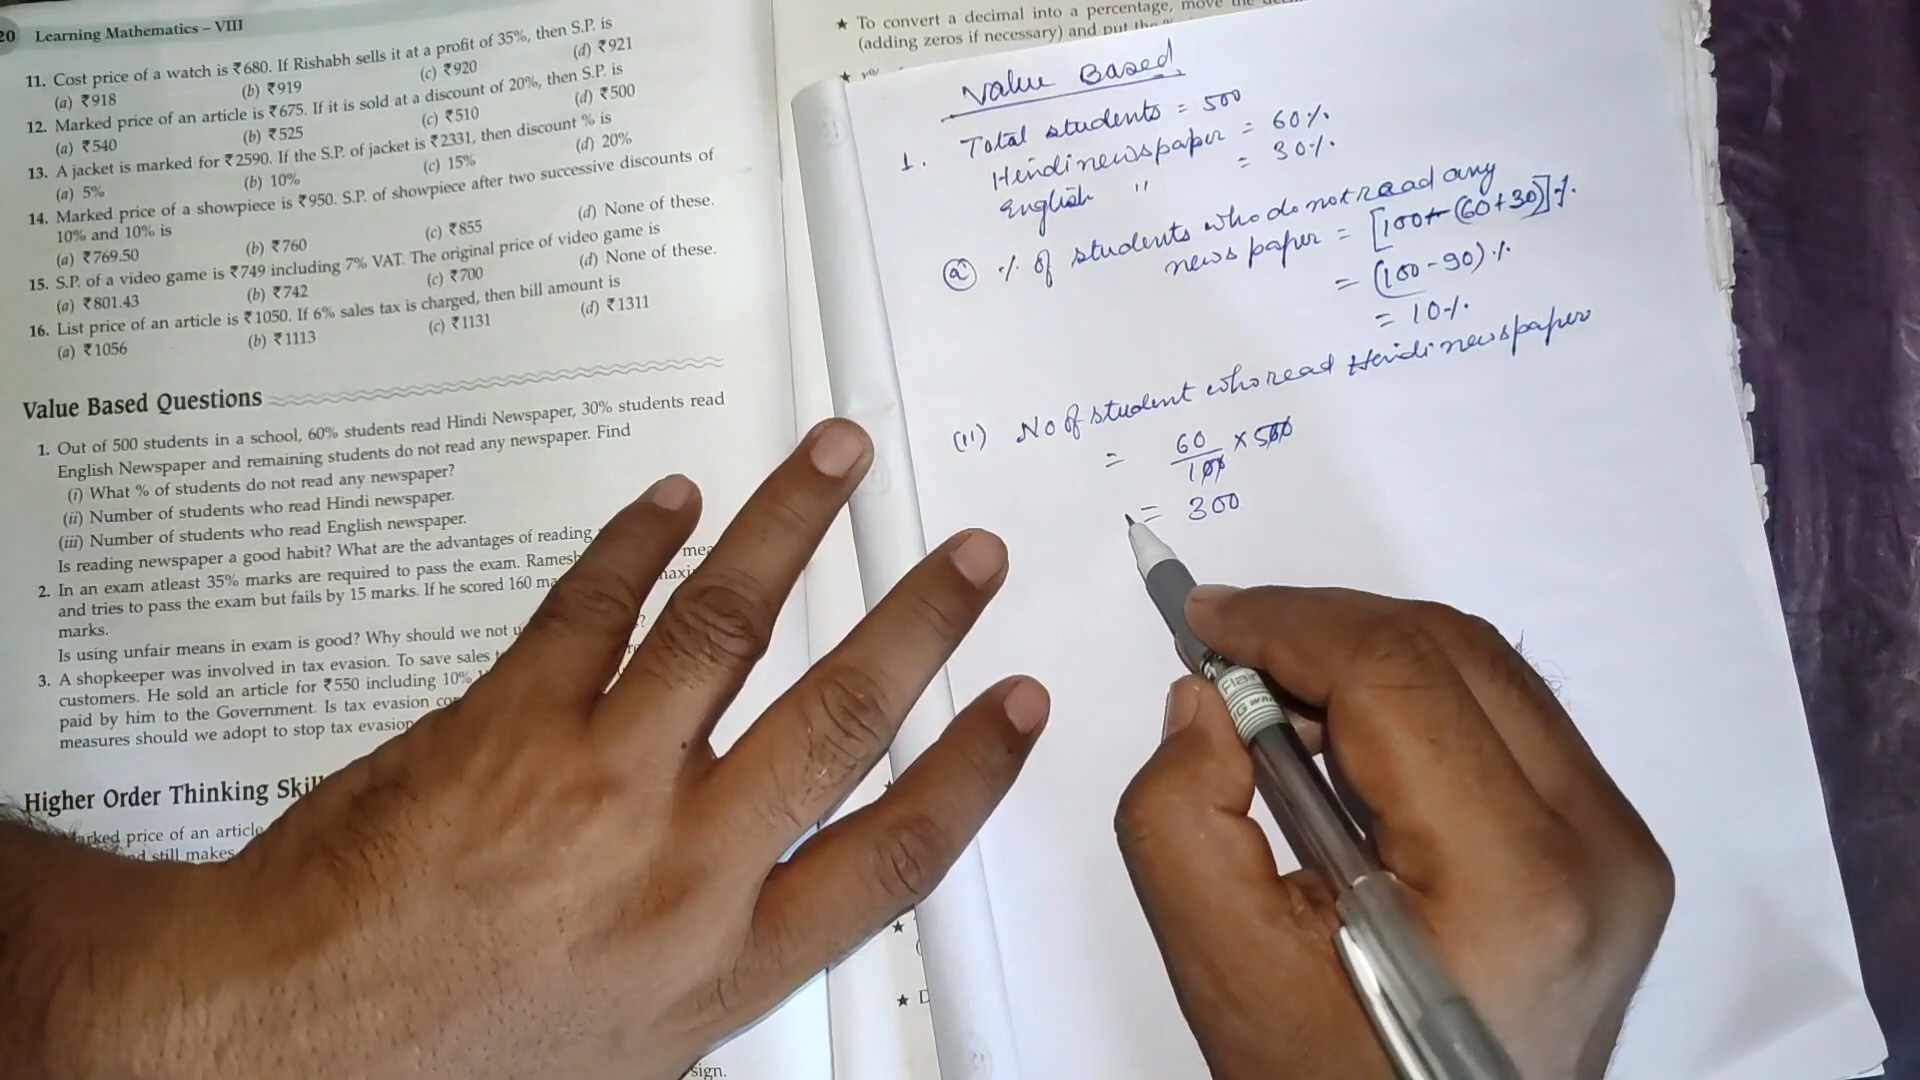 20 Learning Mathematics – VIII
11. Cost price of a watch is ₹680. If Rishabh sells it at a profit of 35%, then S.P. is
(a) ₹918 (b) ₹919 (c) ₹920 (d) ₹921
12. Marked price of an article is ₹675. If it is sold at a discount of 20%, then S.P. is
(a) ₹540 (b) ₹525 (c) ₹510 (d) ₹500
13. A jacket is marked for ₹2590. If the S.P. of jacket is ₹2331, then discount % is
(a) 5% (b) 10% (c) 15% (d) 20%
14. Marked price of a showpiece is ₹950. S.P. of showpiece after two successive discounts of
10% and 10% is
(a) ₹769.50 (b) ₹760 (c) ₹855 (d) None of these.
15. S.P. of a video game is ₹749 including 7% VAT. The original price of video game is
(a) ₹801.43 (b) ₹742 (c) ₹700 (d) None of these.
16. List price of an article is ₹1050. If 6% sales tax is charged, then bill amount is
(a) ₹1056 (b) ₹1113 (c) ₹1131 (d) ₹1311
Value Based Questions
1. Out of 500 students in a school, 60% students read Hindi Newspaper, 30% students read
English Newspaper and remaining students do not read any newspaper. Find
(i) What % of students do not read any newspaper?
(ii) Number of students who read Hindi newspaper.
(iii) Number of students who read English newspaper.
Is reading newspaper a good habit? What are the advantages of reading
2. In an exam atleast 35% marks are required to pass the exam. Ramesh
and tries to pass the exam but fails by 15 marks. If he scored 160
marks.
Is using unfair means in exam is good? Why should we not
3. A shopkeeper was involved in tax evasion. To save sales
customers. He sold an article for ₹550 including 10%
paid by him to the Government. Is tax evasion
measures should we adopt to stop tax evasion
Higher Order Thinking
price of an article
still makes
sign.
★ To convert a decimal into a percentage, move the
(adding zeros if necessary) and put the %
★
★
★ D
Value Based
1. Total students = 500
Hindi newspaper = 60%.
English " = 30%.
(a) % of students who do not read any
news paper = [100 - (60+30)]%.
= (100-90)%.
= 10%.
(ii) No of student who read Hindi newspaper
= 60/100 × 500
= 300
Flair